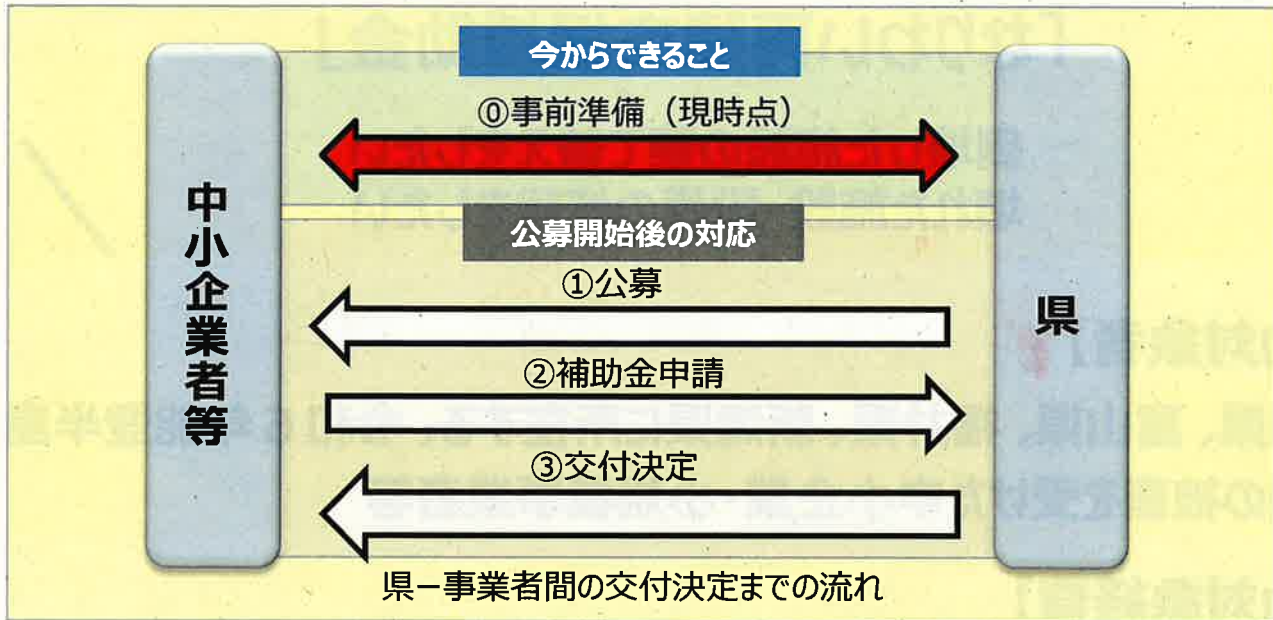 今からできること
⓪事前準備（現時点）
中小企業者等
公募開始後の対応
①公募
県
②補助金申請
③交付決定
県－事業者間の交付決定までの流れ